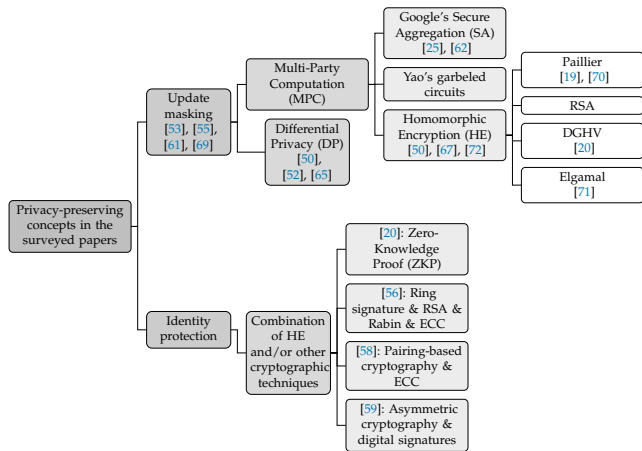 Privacy-preserving
concepts in the
surveyed papers
Update
masking
[53], [55],
[61], [69]
Multi-Party
Computation
(MPC)
Google's Secure
Aggregation (SA)
[25], [62]
Yao's garbeled
circuits
Homomorphic
Encryption (HE)
[50], [67], [72]
Paillier
[19], [70]
RSA
DGHV
[20]
Elgamal
[71]
Differential
Privacy (DP)
[50],
[52], [65]
Identity
protection
Combination
of HE
and/or other
cryptographic
techniques
[20]: Zero-
Knowledge
Proof (ZKP)
[56]: Ring
signature & RSA &
Rabin & ECC
[58]: Pairing-based
cryptography &
ECC
[59]: Asymmetric
cryptography &
digital signatures